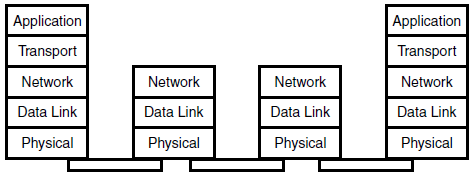 Application Application
Transport Transport
Network Network Network Network
Data Link Data Link Data Link Data Link
Physical Physical Physical Physical